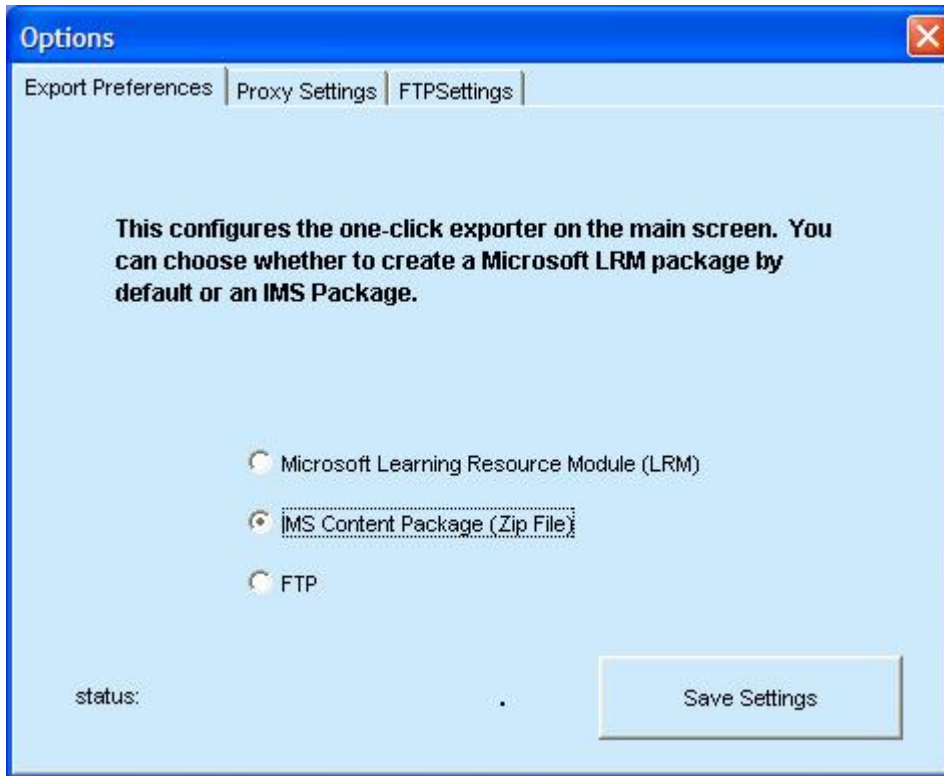 Options
Export Preferences Proxy Settings FTPSettings
This configures the one-click exporter on the main screen. You
can choose whether to create a Microsoft LRM package by
default or an IMS Package.
Microsoft Learning Resource Module (LRM)
IMS Content Package (Zip File)
FTP
status: . Save Settings